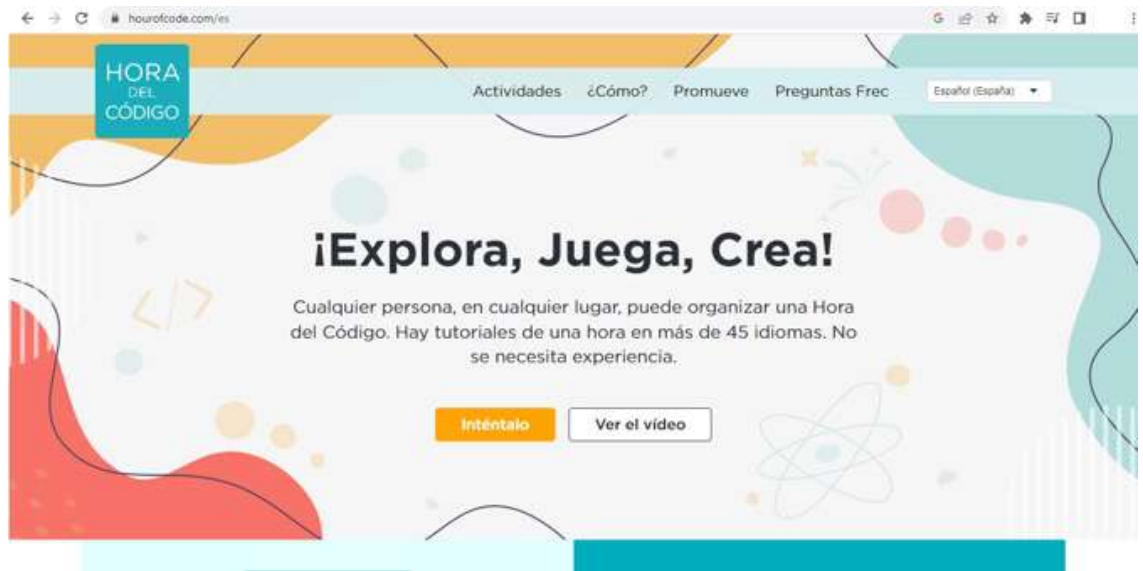 hourofcode.com/es
HORA
DEL
CÓDIGO
Actividades ¿Cómo? Promueve Preguntas Frec Español (España)
¡Explora, Juega, Crea!
Cualquier persona, en cualquier lugar, puede organizar una Hora
del Código. Hay tutoriales de una hora en más de 45 idiomas. No
se necesita experiencia.
Inténtalo Ver el vídeo